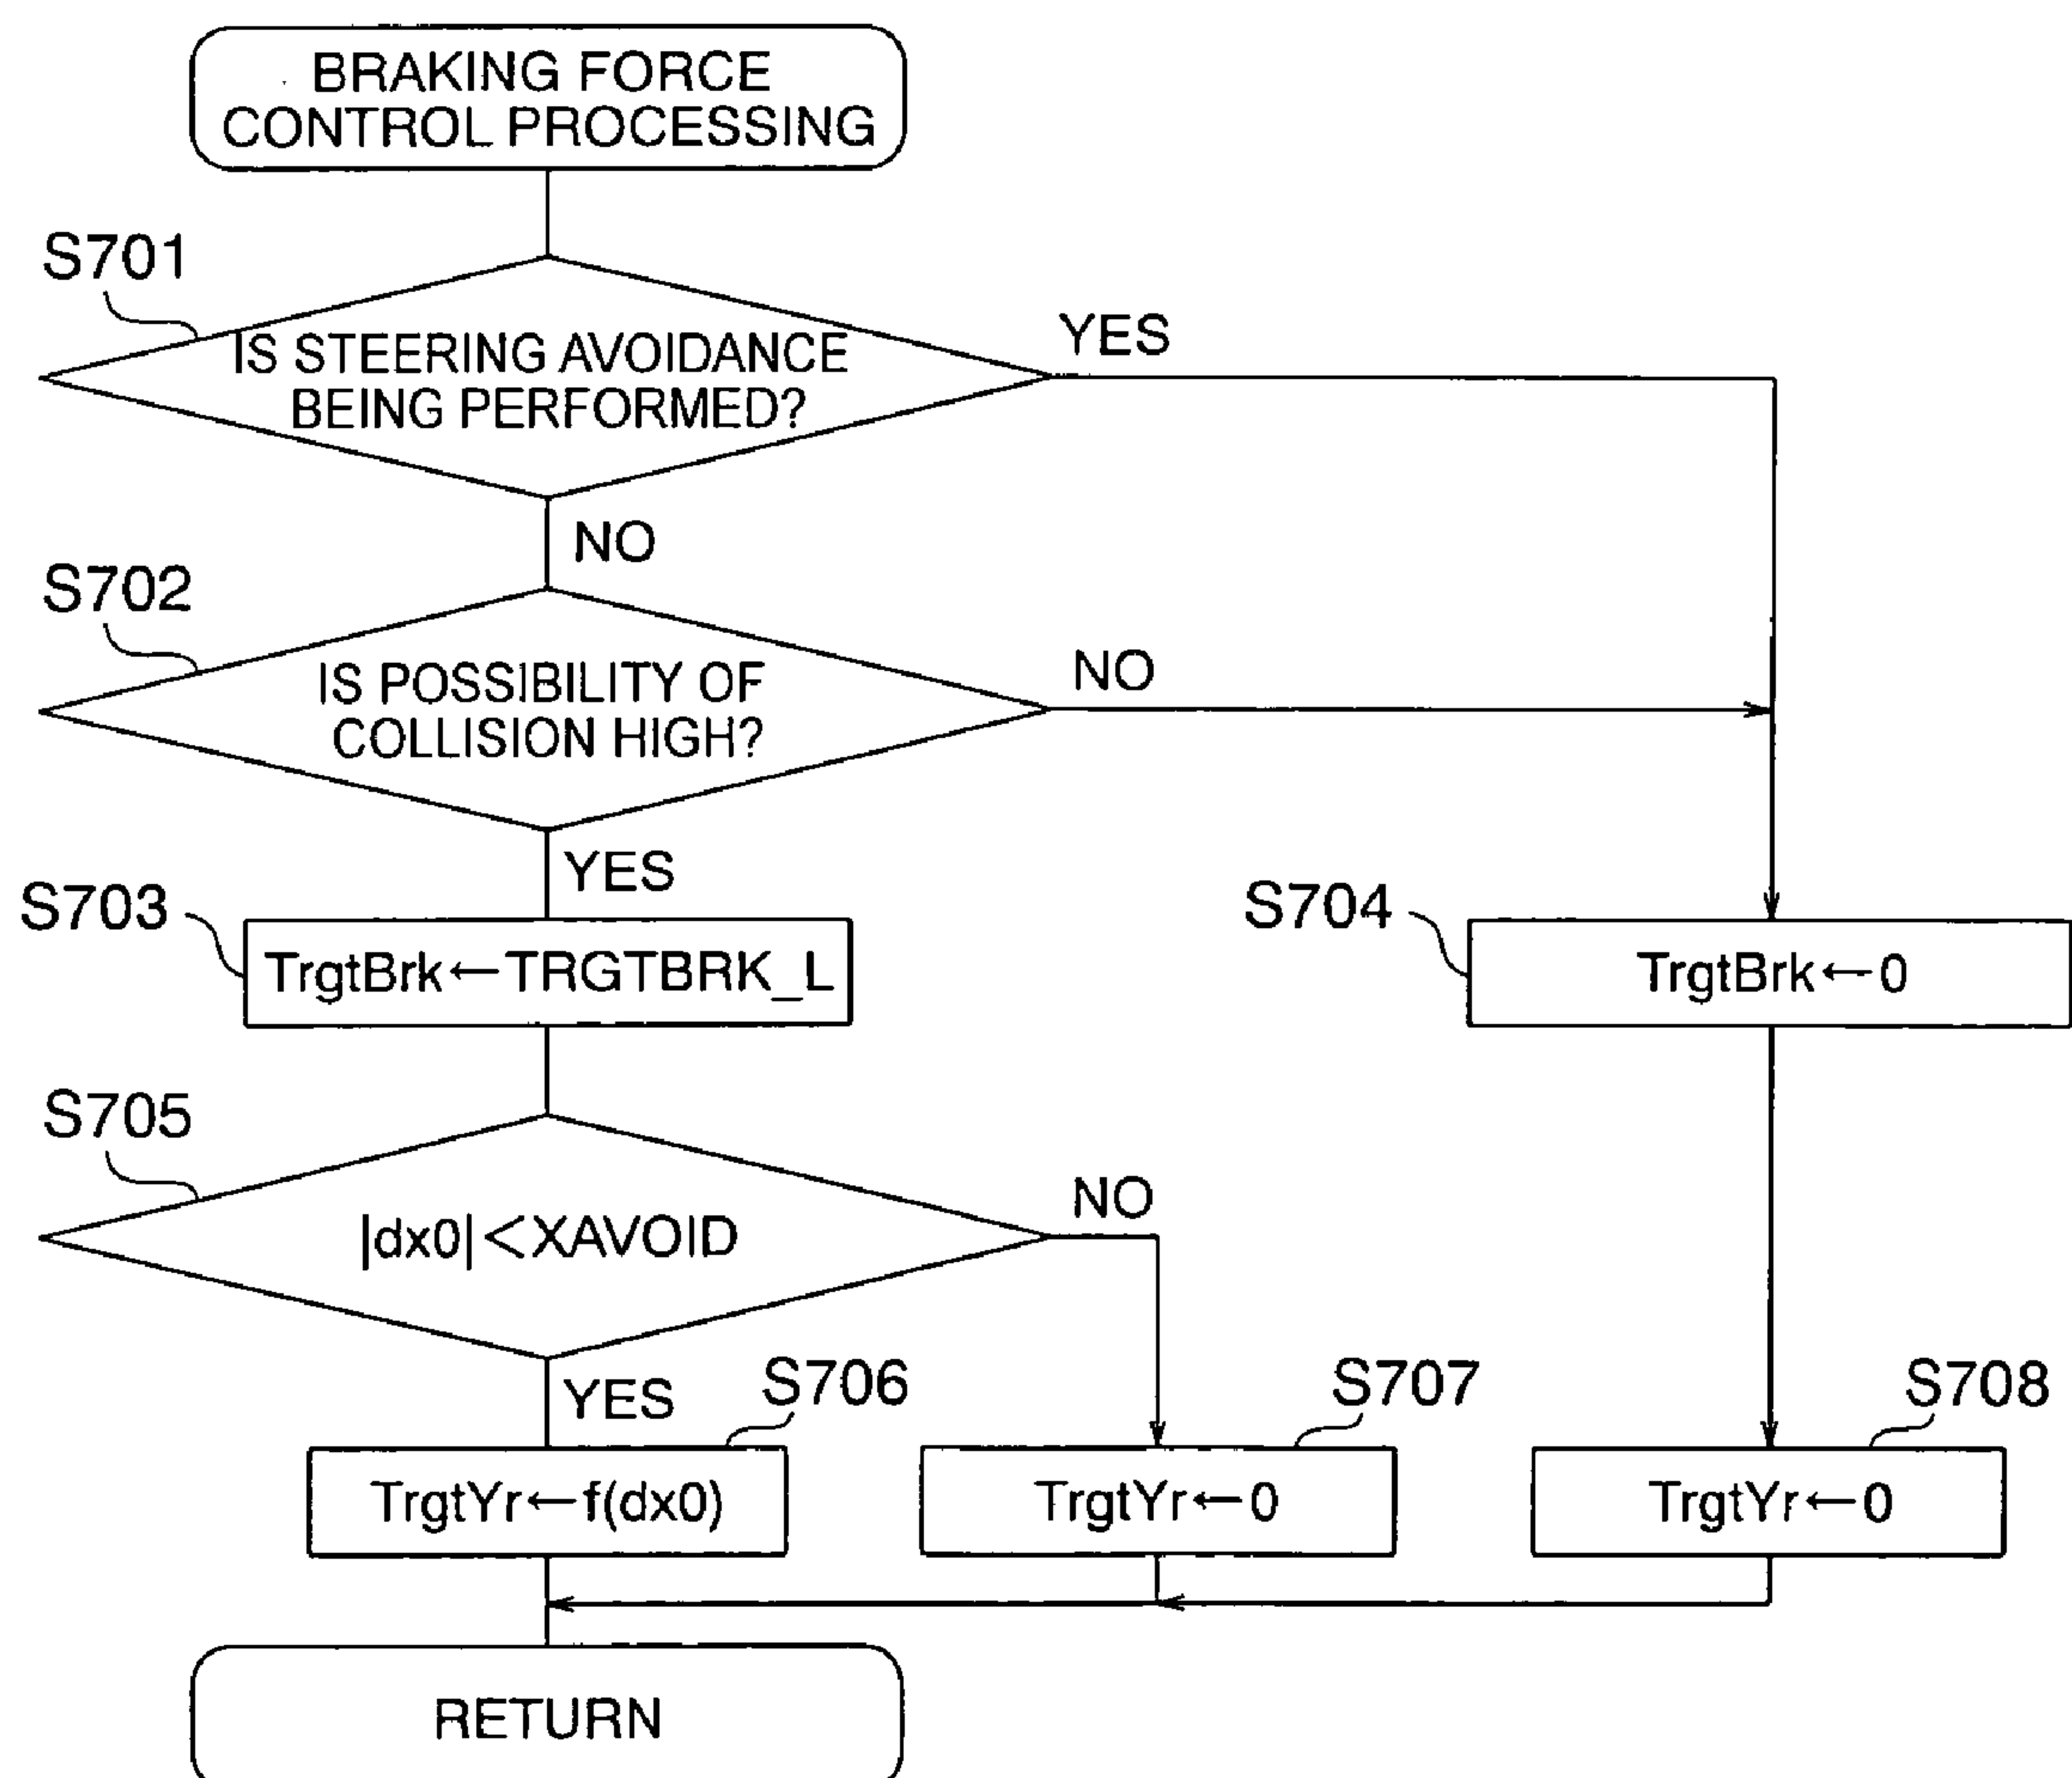 BRAKING FORCE
CONTROL PROCESSING
S701
IS STEERING AVOIDANCE
BEING PERFORMED?
YES
NO
S702
IS POSSIBILITY OF
COLLISION HIGH?
NO
YES
S703
TrgtBrk←TRGTBRK_L
S704
TrgtBrk←0
S705
|dx0|<XAVOID
NO
YES
S706
TrgtYr←f(dx0)
S707
TrgtYr←0
S708
TrgtYr←0
RETURN